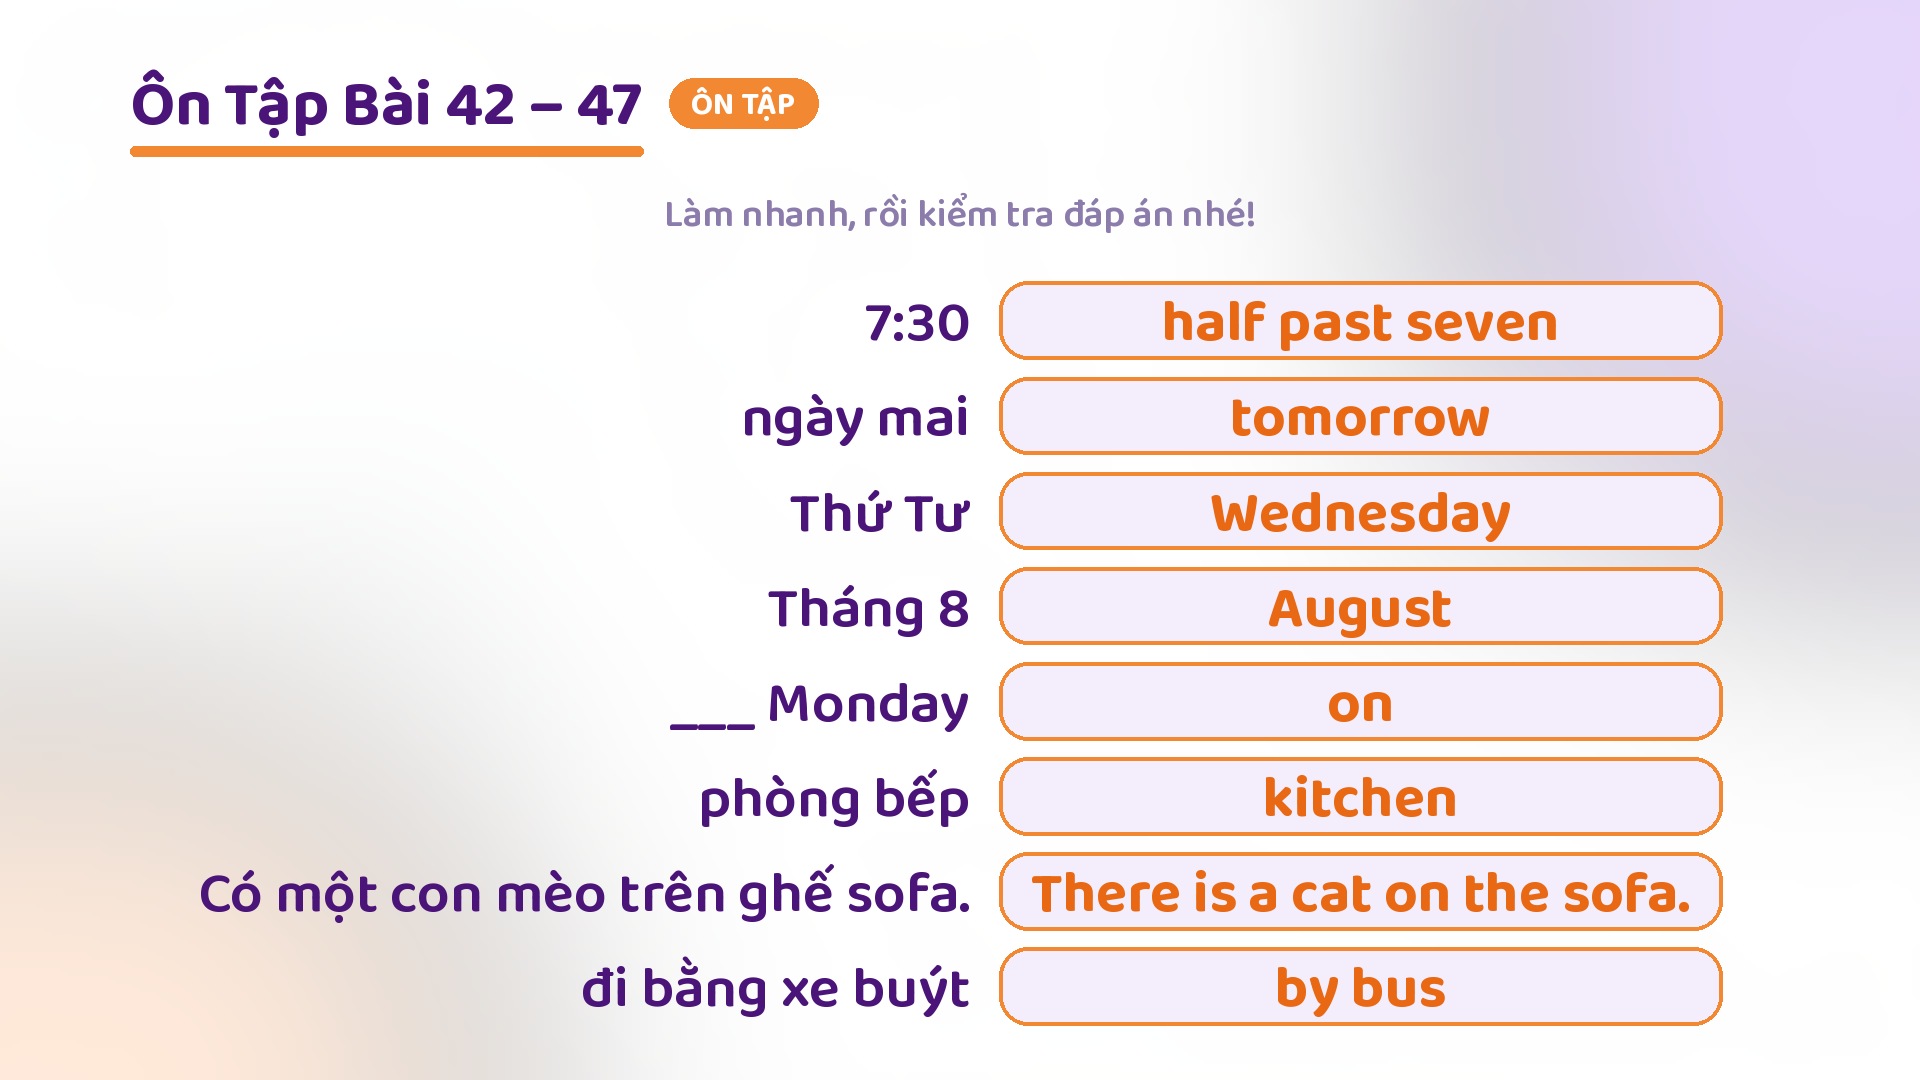 Ôn Tập Bài 42 – 47 ÔN TẬP
Làm nhanh, rồi kiểm tra đáp án nhé!
7:30 half past seven
ngày mai tomorrow
Thứ Tư Wednesday
Tháng 8 August
___ Monday on
phòng bếp kitchen
Có một con mèo trên ghế sofa. There is a cat on the sofa.
đi bằng xe buýt by bus